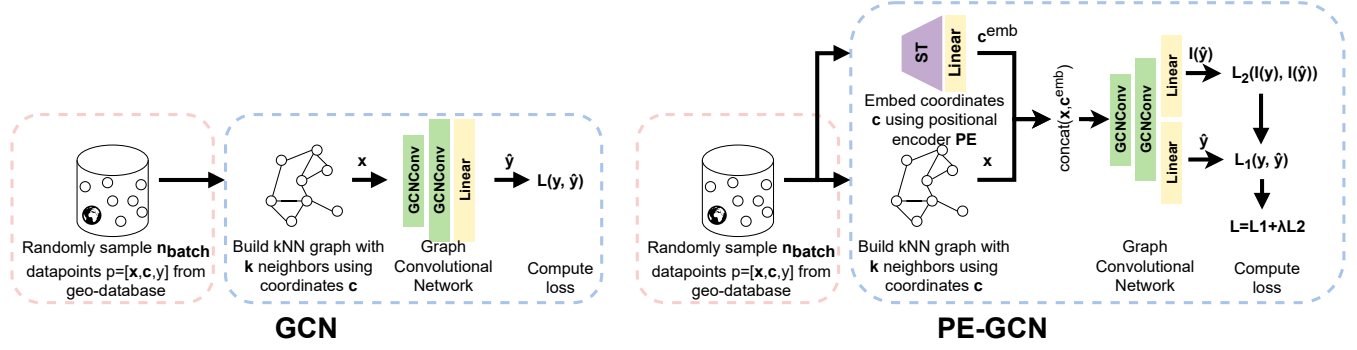 Randomly sample n_batch
datapoints p=[x,c,y] from
geo-database
Build kNN graph with
k neighbors using
coordinates c
x
GCNConv
GCNConv
Linear
Graph
Convolutional
Network
ŷ
L(y, ŷ)
Compute
loss
GCN
Randomly sample n_batch
datapoints p=[x,c,y] from
geo-database
ST
Linear
c^emb
Embed coordinates
c using positional
encoder PE
x
Build kNN graph with
k neighbors using
coordinates c
concat(x,c^emb)
GCNConv
GCNConv
Linear
Linear
I(ŷ)
ŷ
Graph
Convolutional
Network
L₂(I(y), I(ŷ))
L₁(y, ŷ)
L=L1+λL2
Compute
loss
PE-GCN